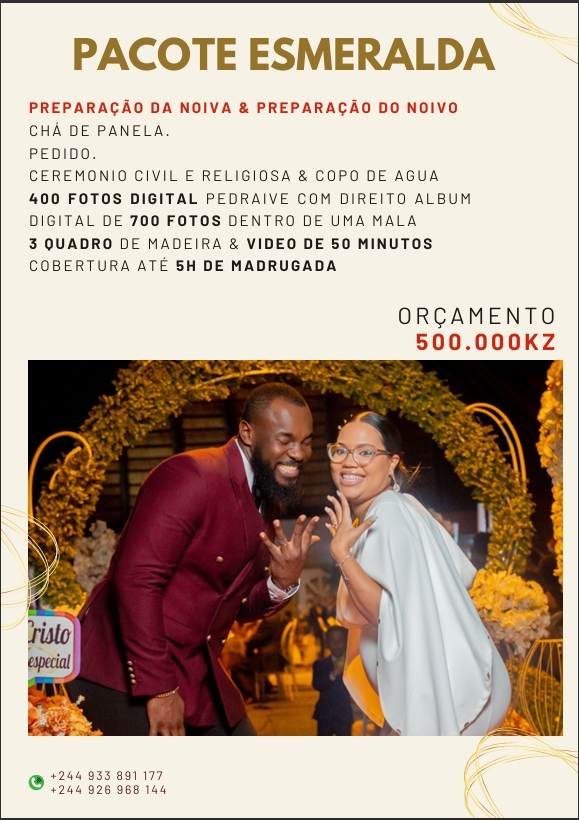 PACOTE ESMERALDA
PREPARAÇÃO DA NOIVA & PREPARAÇÃO DO NOIVO
CHÁ DE PANELA.
PEDIDO.
CEREMONIO CIVIL E RELIGIOSA & COPO DE AGUA
400 FOTOS DIGITAL PEDRAIVE COM DIREITO ALBUM
DIGITAL DE 700 FOTOS DENTRO DE UMA MALA
3 QUADRO DE MADEIRA & VIDEO DE 50 MINUTOS
COBERTURA ATÉ 5H DE MADRUGADA
ORÇAMENTO
500.000KZ
Cristo
especial
+244 933 891 177
+244 926 968 144